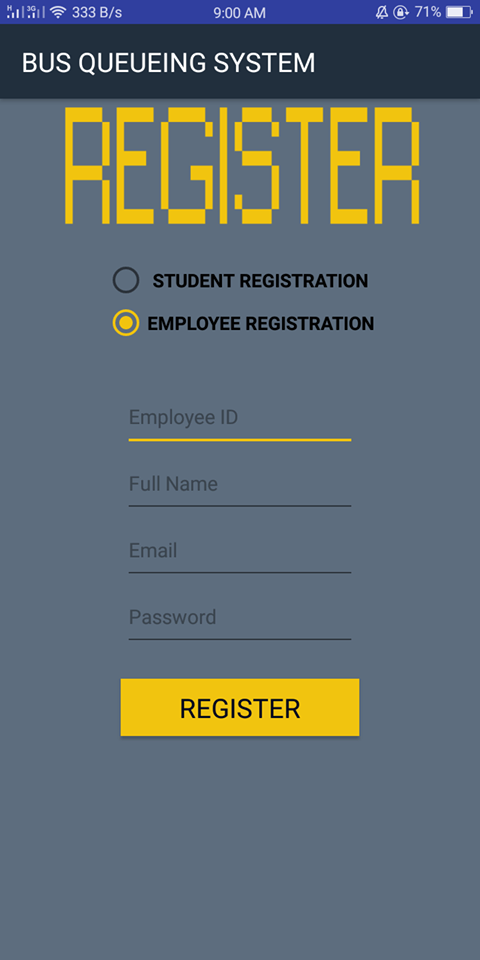 H 3G 333 B/s 9:00 AM 71%
BUS QUEUEING SYSTEM
REGISTER
STUDENT REGISTRATION
EMPLOYEE REGISTRATION
Employee ID
Full Name
Email
Password
REGISTER